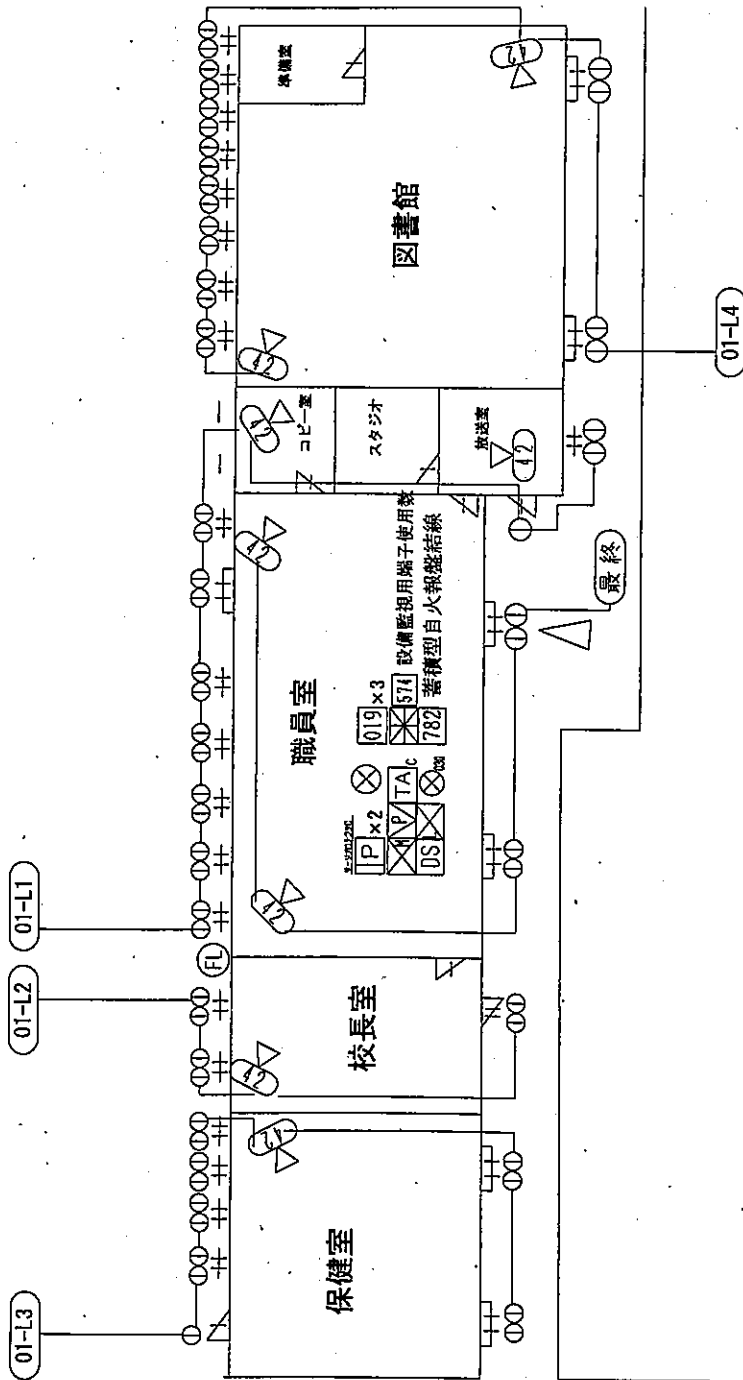 01-L3
01-L2
01-L1
FL
保健室
42
校長室
42
職員室
42
42
P
×2
M
P
TA
C
DS
030
019
×3
574
設備監視用端子使用数
782
蓄積型自火報盤結線
最終
コピー室
42
スタジオ
放送室
42
図書館
42
42
準備室
01-L4